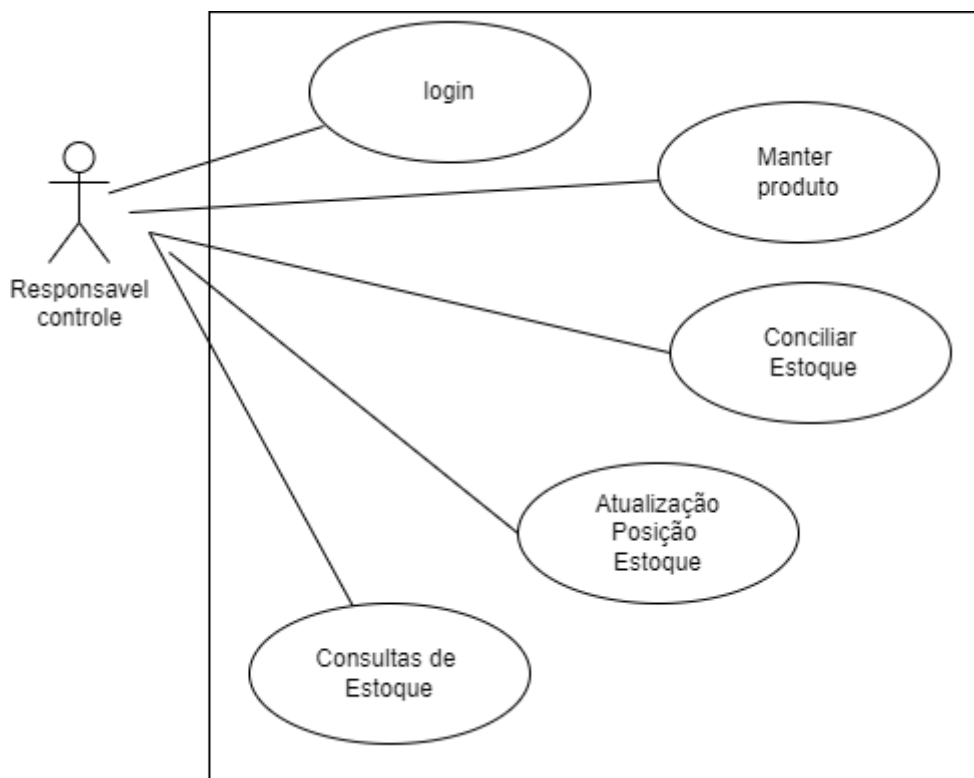 login
Manter
produto
Responsavel
controle
Conciliar
Estoque
Atualização
Posição
Estoque
Consultas de
Estoque